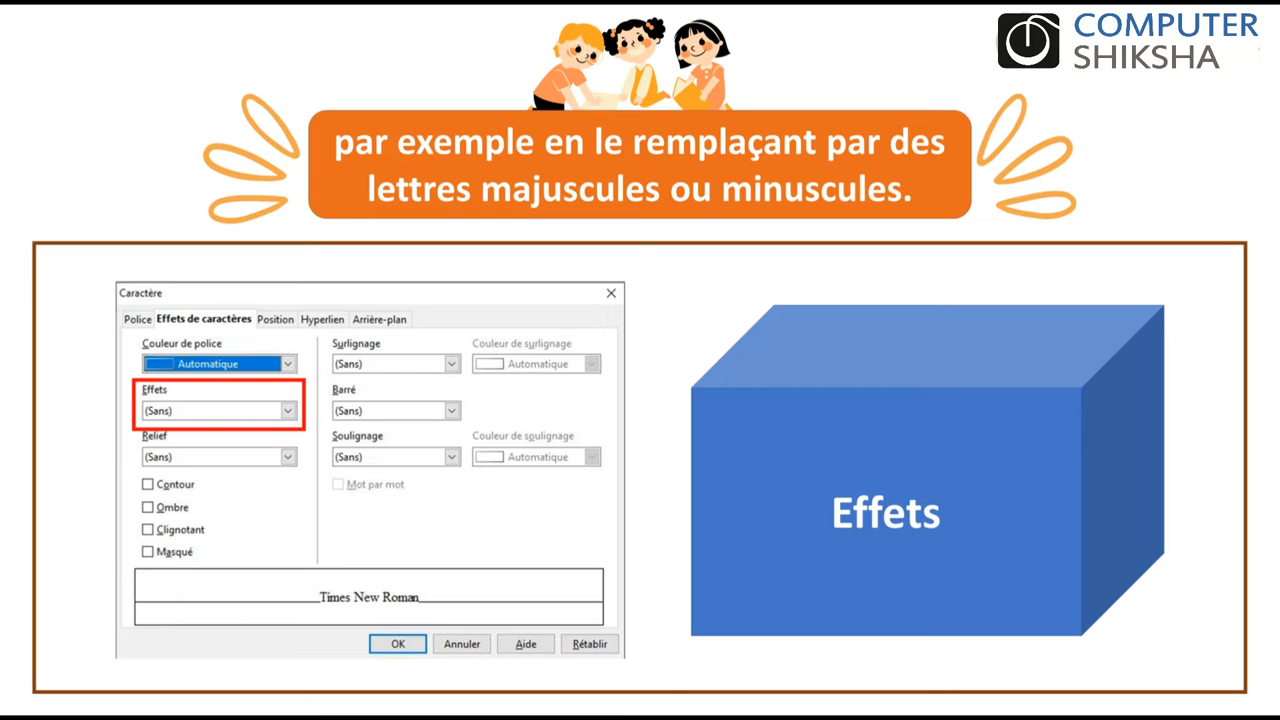 COMPUTER
SHIKSHA
par exemple en le remplaçant par des
lettres majuscules ou minuscules.
Caractère
Police Effets de caractères Position Hyperlien Arrière-plan
Couleur de police Surlignage Couleur de surlignage
Automatique (Sans) Automatique
Effets Barré
(Sans) (Sans)
Relief Soulignage Couleur de soulignage
(Sans) (Sans) Automatique
Contour Mot par mot
Ombre
Clignotant
Masqué
Times New Roman
OK Annuler Aide Rétablir
Effets